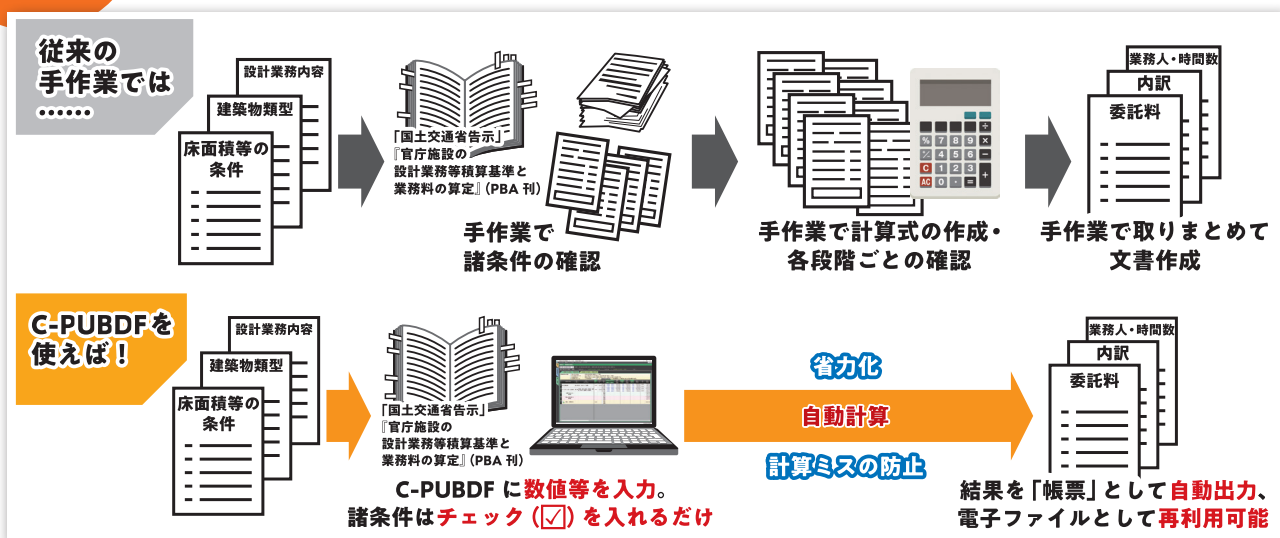 従来の
手作業では
……
設計業務内容
建築物類型
床面積等の
条件
「国土交通省告示」
『官庁施設の
設計業務等積算基準と
業務料の算定』（PBA 刊）
手作業で
諸条件の確認
% 7 8 9 ×
⁺∕₋ 4 5 6 −
C 1 2 3 +
AC 0 · =
÷
手作業で計算式の作成・
各段階ごとの確認
業務人・時間数
内訳
委託料
手作業で取りまとめて
文書作成
C-PUBDFを
使えば！
設計業務内容
建築物類型
床面積等の
条件
「国土交通省告示」
『官庁施設の
設計業務等積算基準と
業務料の算定』（PBA 刊）
C-PUBDF に数値等を入力。
諸条件はチェック（☑）を入れるだけ
省力化
自動計算
計算ミスの防止
業務人・時間数
内訳
委託料
結果を「帳票」として自動出力、
電子ファイルとして再利用可能